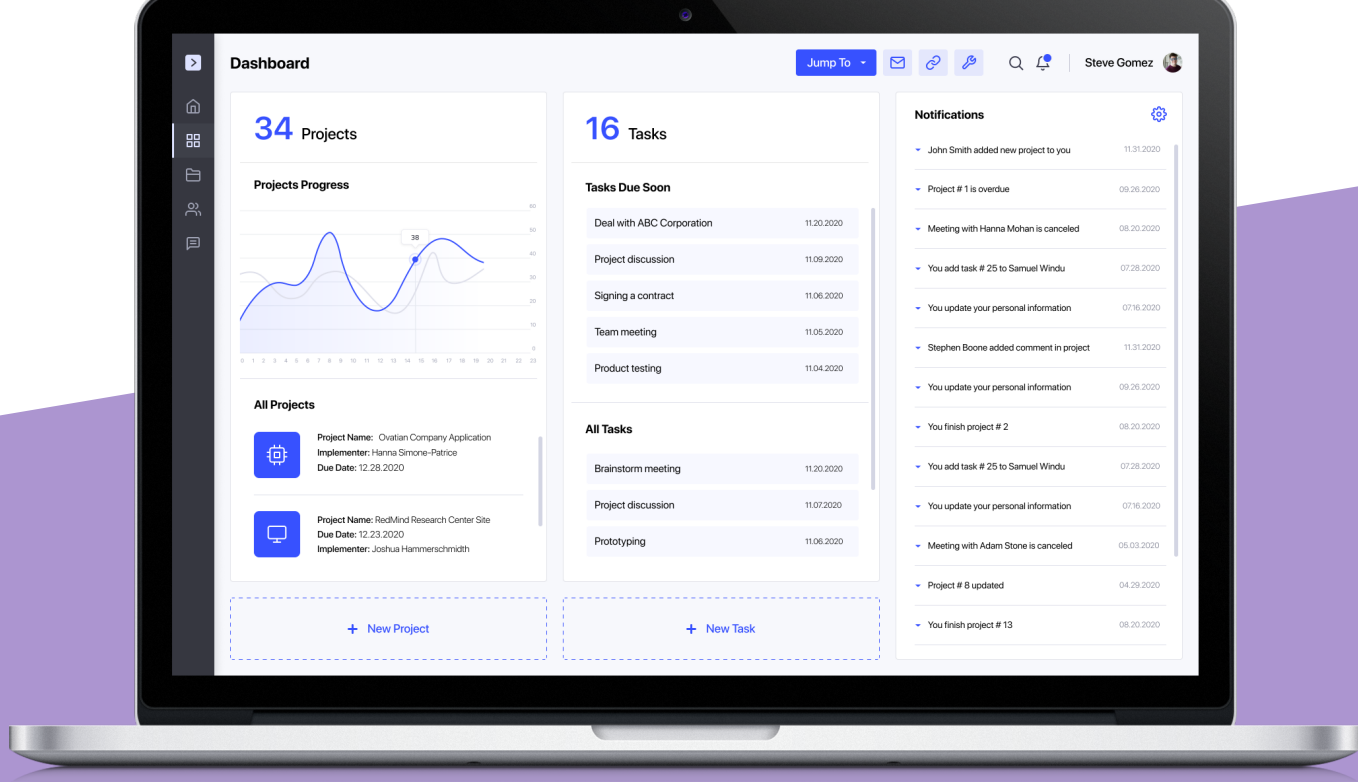 Dashboard
Jump To
Steve Gomez
34 Projects
Projects Progress
60
50
40
30
20
10
0
38
0 1 2 3 4 5 6 7 8 9 10 11 12 13 14 15 16 17 18 19 20 21 22 23
All Projects
Project Name: Ovatian Company Application
Implementer: Hanna Simone-Patrice
Due Date: 12.28.2020
Project Name: RedMind Research Center Site
Due Date: 12.23.2020
Implementer: Joshua Hammerschmidth
+ New Project
16 Tasks
Tasks Due Soon
Deal with ABC Corporation 11.20.2020
Project discussion 11.09.2020
Signing a contract 11.06.2020
Team meeting 11.05.2020
Product testing 11.04.2020
All Tasks
Brainstorm meeting 11.20.2020
Project discussion 11.07.2020
Prototyping 11.06.2020
+ New Task
Notifications
John Smith added new project to you 11.31.2020
Project # 1 is overdue 09.26.2020
Meeting with Hanna Mohan is canceled 08.20.2020
You add task # 25 to Samuel Windu 07.28.2020
You update your personal information 07.16.2020
Stephen Boone added comment in project 11.31.2020
You update your personal information 09.26.2020
You finish project # 2 08.20.2020
You add task # 25 to Samuel Windu 07.28.2020
You update your personal information 07.16.2020
Meeting with Adam Stone is canceled 05.03.2020
Project # 8 updated 04.29.2020
You finish project # 13 08.20.2020